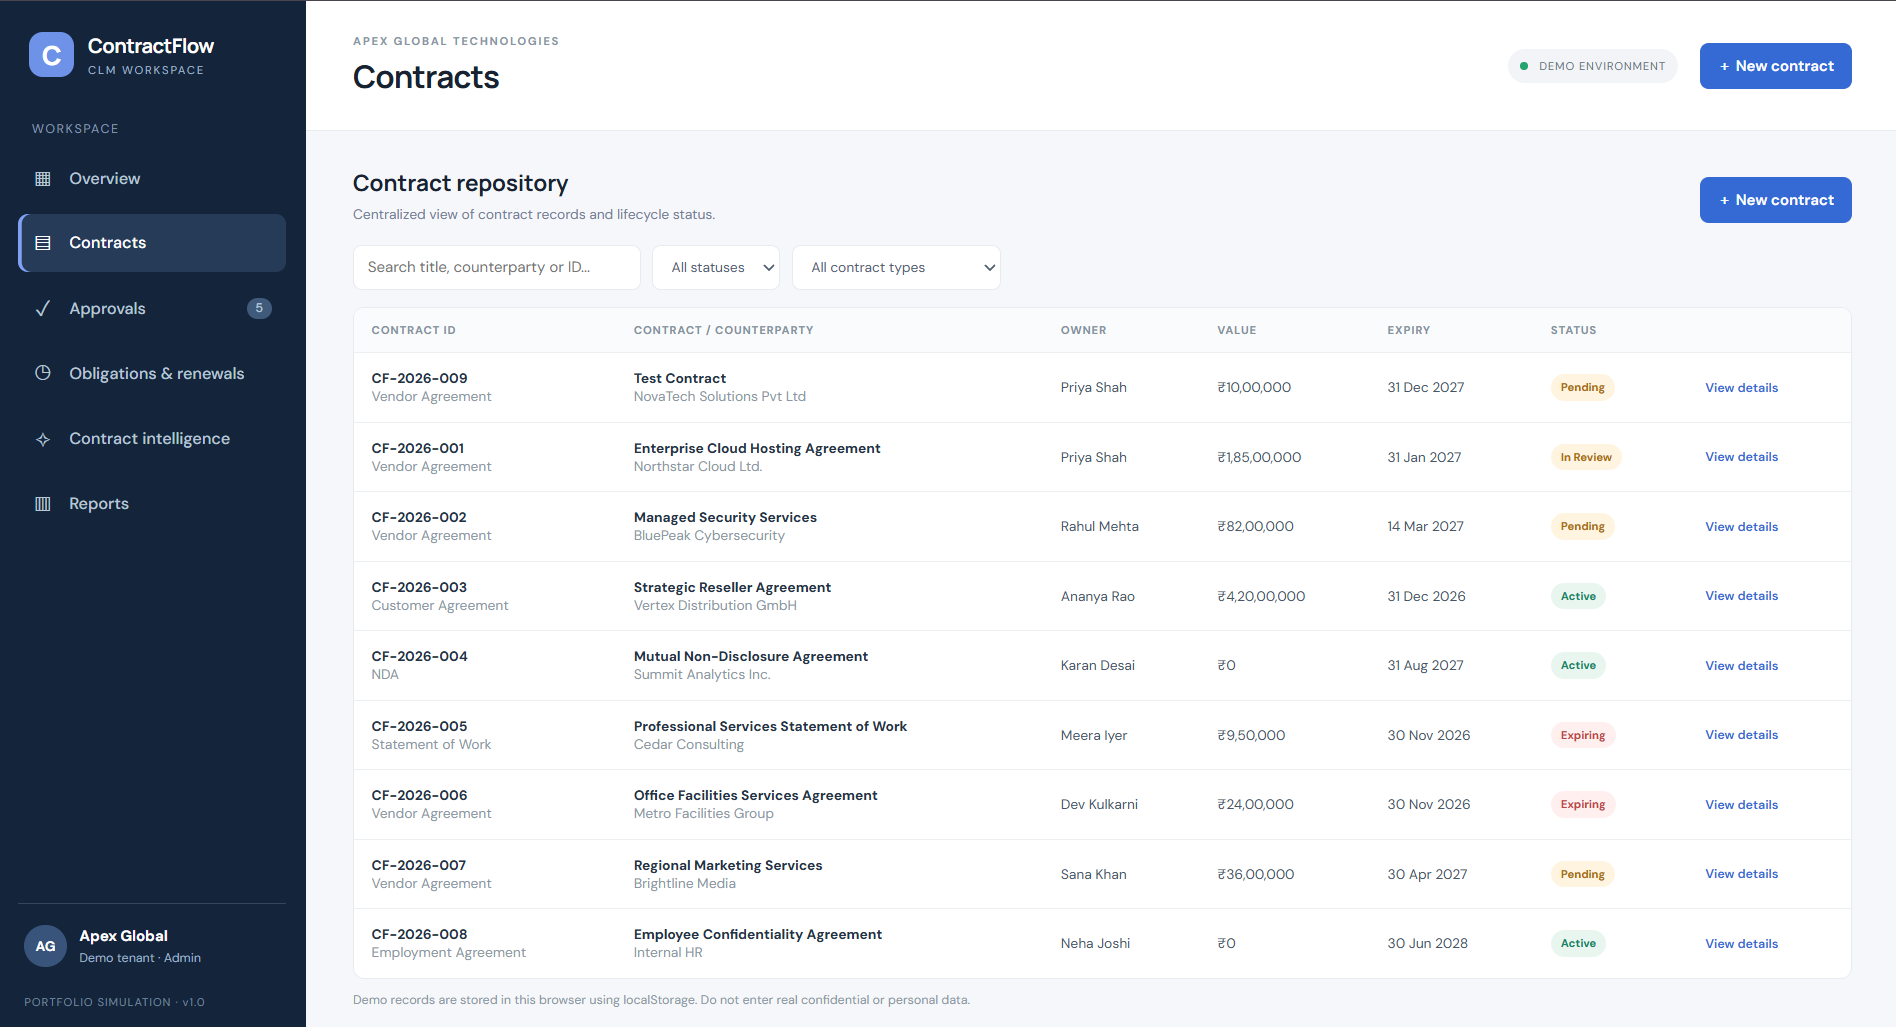 C
ContractFlow
CLM WORKSPACE
WORKSPACE
Overview
Contracts
Approvals 5
Obligations & renewals
Contract intelligence
Reports
AG
Apex Global
Demo tenant · Admin
PORTFOLIO SIMULATION · v1.0
APEX GLOBAL TECHNOLOGIES
Contracts
DEMO ENVIRONMENT
+ New contract
Contract repository
Centralized view of contract records and lifecycle status.
+ New contract
Search title, counterparty or ID... All statuses All contract types
CONTRACT ID CONTRACT / COUNTERPARTY OWNER VALUE EXPIRY STATUS
CF-2026-009 Test Contract
Vendor Agreement NovaTech Solutions Pvt Ltd
Priya Shah ₹10,00,000 31 Dec 2027 Pending View details
CF-2026-001 Enterprise Cloud Hosting Agreement
Vendor Agreement Northstar Cloud Ltd.
Priya Shah ₹1,85,00,000 31 Jan 2027 In Review View details
CF-2026-002 Managed Security Services
Vendor Agreement BluePeak Cybersecurity
Rahul Mehta ₹82,00,000 14 Mar 2027 Pending View details
CF-2026-003 Strategic Reseller Agreement
Customer Agreement Vertex Distribution GmbH
Ananya Rao ₹4,20,00,000 31 Dec 2026 Active View details
CF-2026-004 Mutual Non-Disclosure Agreement
NDA Summit Analytics Inc.
Karan Desai ₹0 31 Aug 2027 Active View details
CF-2026-005 Professional Services Statement of Work
Statement of Work Cedar Consulting
Meera Iyer ₹9,50,000 30 Nov 2026 Expiring View details
CF-2026-006 Office Facilities Services Agreement
Vendor Agreement Metro Facilities Group
Dev Kulkarni ₹24,00,000 30 Nov 2026 Expiring View details
CF-2026-007 Regional Marketing Services
Vendor Agreement Brightline Media
Sana Khan ₹36,00,000 30 Apr 2027 Pending View details
CF-2026-008 Employee Confidentiality Agreement
Employment Agreement Internal HR
Neha Joshi ₹0 30 Jun 2028 Active View details
Demo records are stored in this browser using localStorage. Do not enter real confidential or personal data.